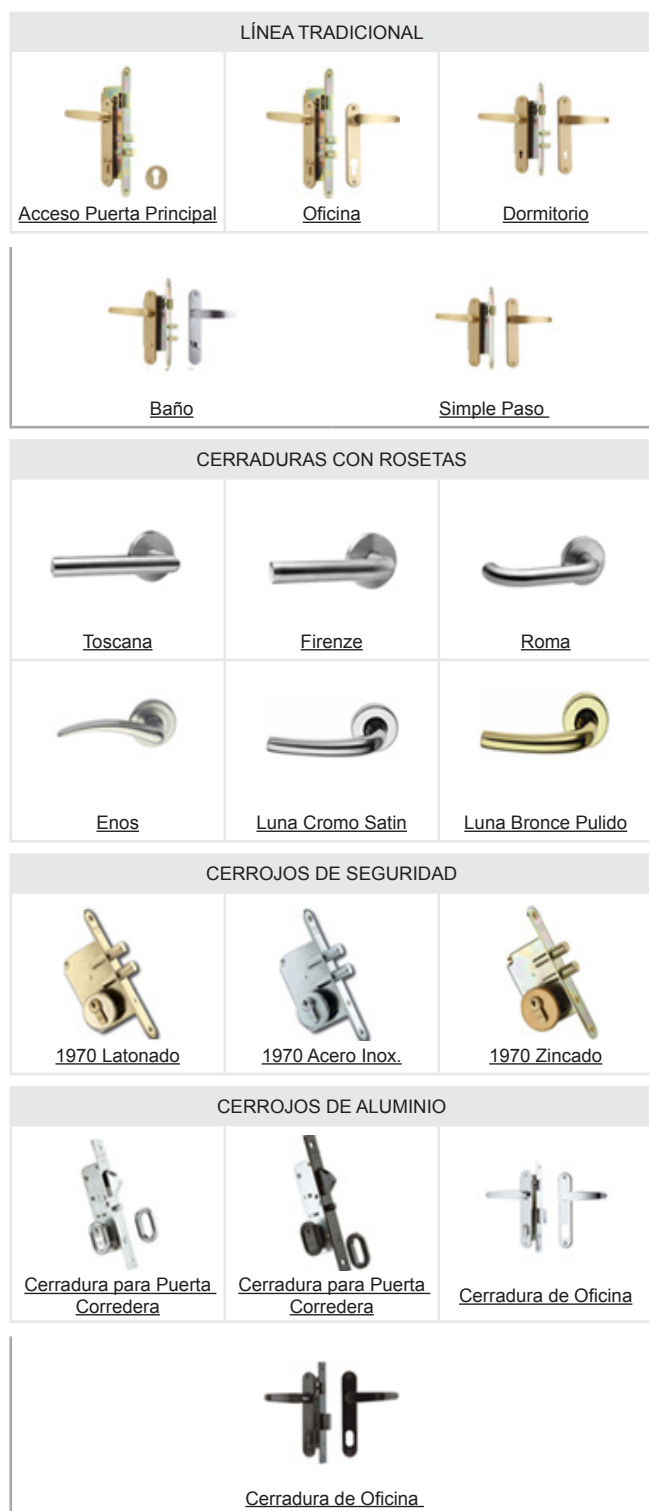 LÍNEA TRADICIONAL
Acceso Puerta Principal
Oficina
Dormitorio
Baño
Simple Paso
CERRADURAS CON ROSETAS
Toscana
Firenze
Roma
Enos
Luna Cromo Satin
Luna Bronce Pulido
CERROJOS DE SEGURIDAD
1970 Latonado
1970 Acero Inox.
1970 Zincado
CERROJOS DE ALUMINIO
Cerradura para Puerta
Corredera
Cerradura para Puerta
Corredera
Cerradura de Oficina
Cerradura de Oficina